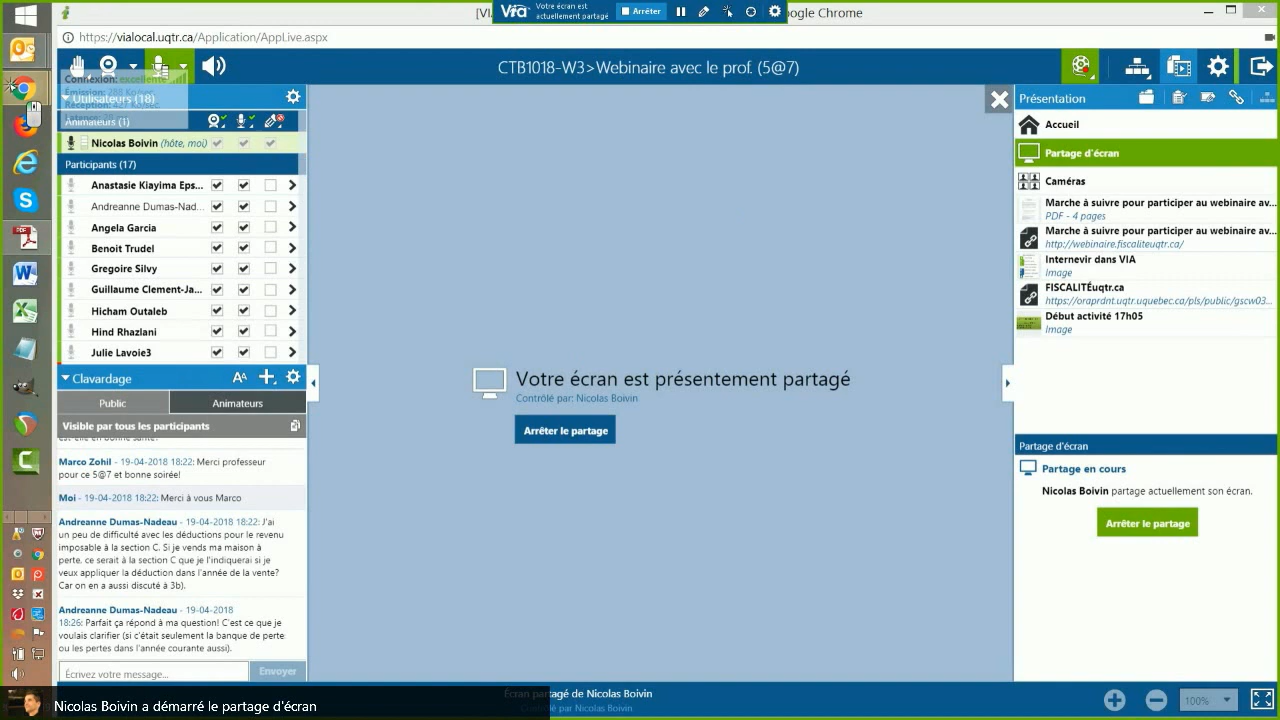 Via
Votre écran est
actuellement partagé
Arrêter
https://vialocal.uqtr.ca/Application/AppLive.aspx
oogle Chrome
CTB1018-W3>Webinaire avec le prof. (5@7)
Connexion: excellente
Utilisateurs (18)
Animateurs (1)
Nicolas Boivin (hôte, moi)
Participants (17)
Anastasie Kiayima Eps...
Andreanne Dumas-Nad...
Angela Garcia
Benoit Trudel
Gregoire Silvy
Guillaume Clement-Ja...
Hicham Outaleb
Hind Rhazlani
Julie Lavoie3
Clavardage
Public
Animateurs
Visible par tous les participants
est-elle en bonne santé?
Marco Zohil - 19-04-2018 18:22: Merci professeur
pour ce 5@7 et bonne soirée!
Moi - 19-04-2018 18:22: Merci à vous Marco
Andreanne Dumas-Nadeau - 19-04-2018 18:22: J'ai
un peu de difficulté avec les déductions pour le revenu
imposable à la section C. Si je vends ma maison à
perte, ce serait à la section C que je l'indiquerai si je
veux appliquer la déduction dans l'année de la vente?
Car on en a aussi discuté à 3b).
Andreanne Dumas-Nadeau - 19-04-2018
18:26: Parfait ça répond à ma question! C'est ce que je
voulais clarifier (si c'était seulement la banque de perte
ou les pertes dans l'année courante aussi).
Écrivez votre message...
Envoyer
Votre écran est présentement partagé
Contrôlé par: Nicolas Boivin
Arrêter le partage
Présentation
Accueil
Partage d'écran
Caméras
Marche à suivre pour participer au webinaire av...
PDF - 4 pages
Marche à suivre pour participer au webinaire av...
http://webinaire.fiscaliteuqtr.ca/
Internevir dans VIA
Image
FISCALITÉuqtr.ca
https://oraprdnt.uqtr.uquebec.ca/pls/public/gscw03...
Début activité 17h05
Image
Partage d'écran
Partage en cours
Nicolas Boivin partage actuellement son écran.
Arrêter le partage
Écran partagé de Nicolas Boivin
Contrôlé par Nicolas Boivin
100%
Nicolas Boivin a démarré le partage d'écran